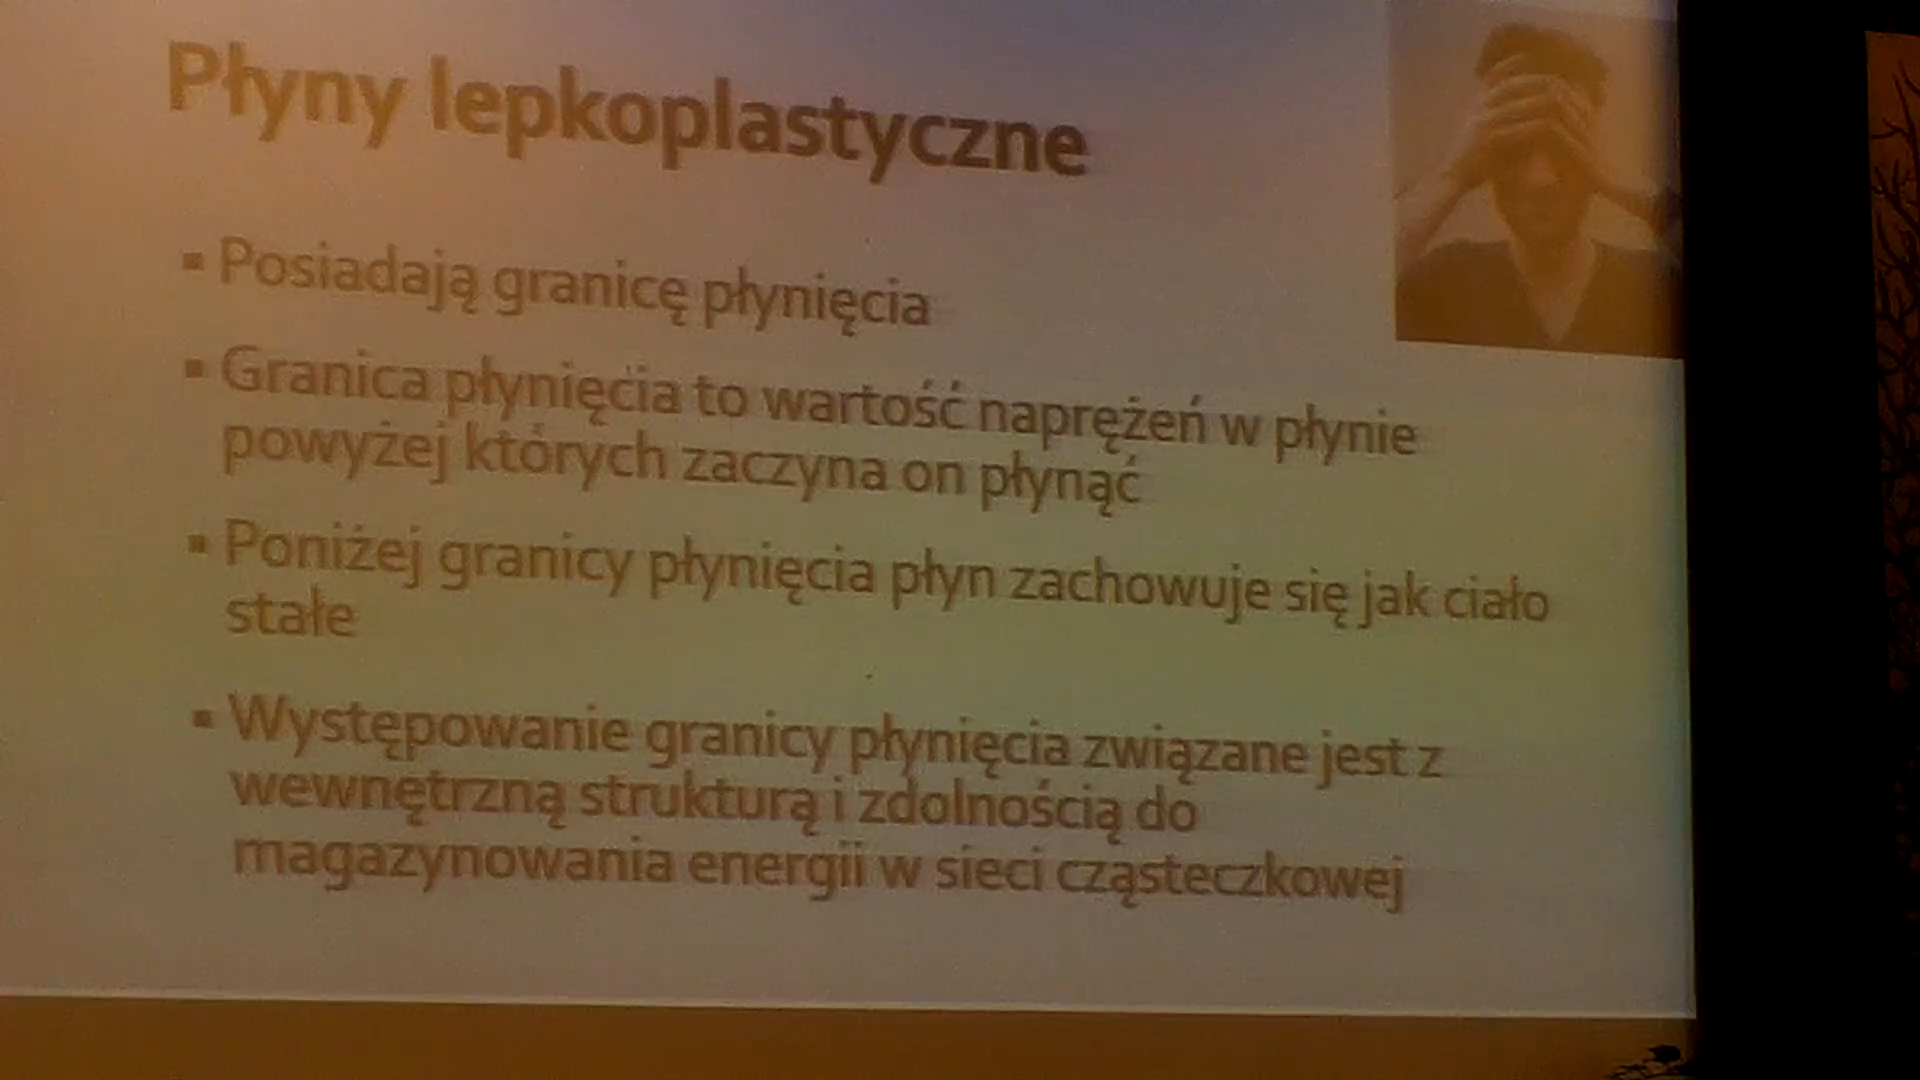 Płyny lepkoplastyczne
▪ Posiadają granicę płynięcia
▪ Granica płynięcia to wartość naprężeń w płynie
powyżej których zaczyna on płynąć
▪ Poniżej granicy płynięcia płyn zachowuje się jak ciało
stałe
▪ Występowanie granicy płynięcia związane jest z
wewnętrzną strukturą i zdolnością do
magazynowania energii w sieci cząsteczkowej